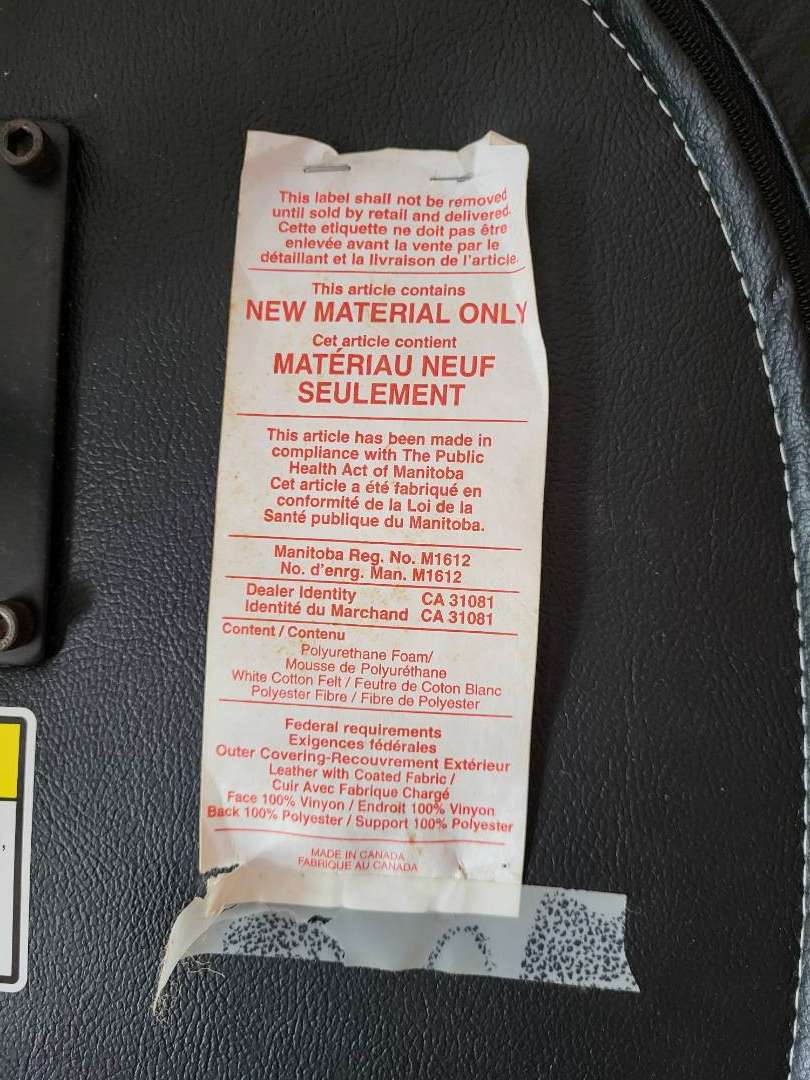 This label shall not be removed
until sold by retail and delivered.
Cette etiquette ne doit pas être
enlevée avant la vente par le
détaillant et la livraison de l'article.
This article contains
NEW MATERIAL ONLY
Cet article contient
MATÉRIAU NEUF
SEULEMENT
This article has been made in
compliance with The Public
Health Act of Manitoba
Cet article a été fabriqué en
conformité de la Loi de la
Santé publique du Manitoba.
Manitoba Reg. No. M1612
No. d'enrg. Man. M1612
Dealer Identity CA 31081
Identité du Marchand CA 31081
Content / Contenu
Polyurethane Foam/
Mousse de Polyuréthane
White Cotton Felt / Feutre de Coton Blanc
Polyester Fibre / Fibre de Polyester
Federal requirements
Exigences fédérales
Outer Covering-Recouvrement Extérieur
Leather with Coated Fabric /
Cuir Avec Fabrique Chargé
Face 100% Vinyon / Endroit 100% Vinyon
Back 100% Polyester / Support 100% Polyester
MADE IN CANADA
FABRIQUE AU CANADA